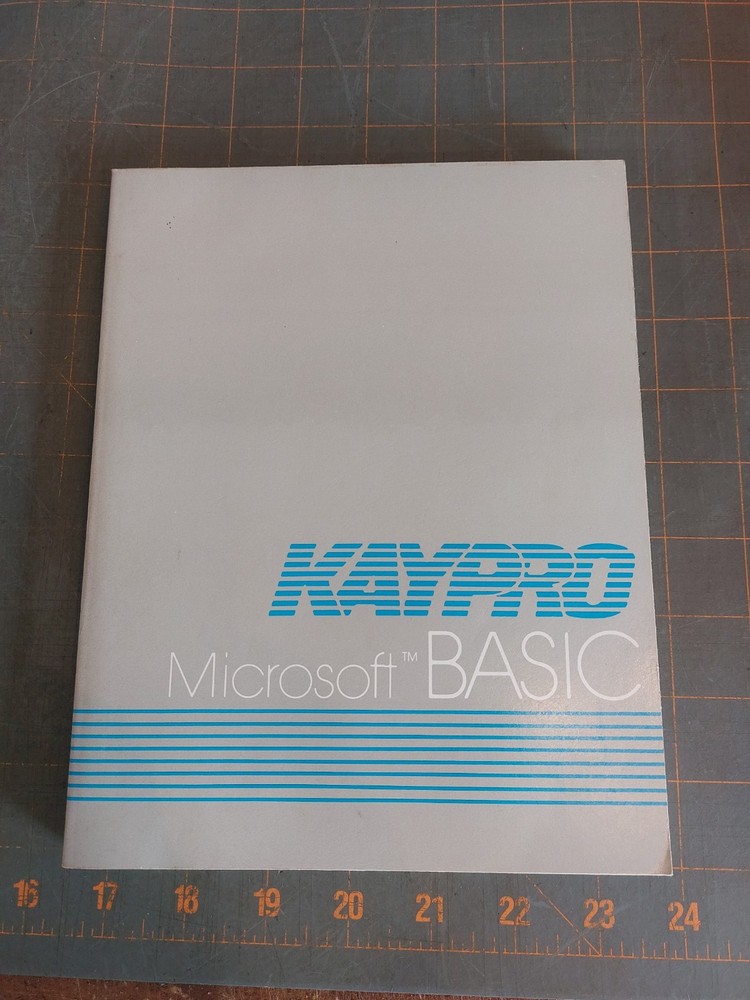 KAYPRO
Microsoft™ BASIC
16 17 18 19 20 21 22 23 24